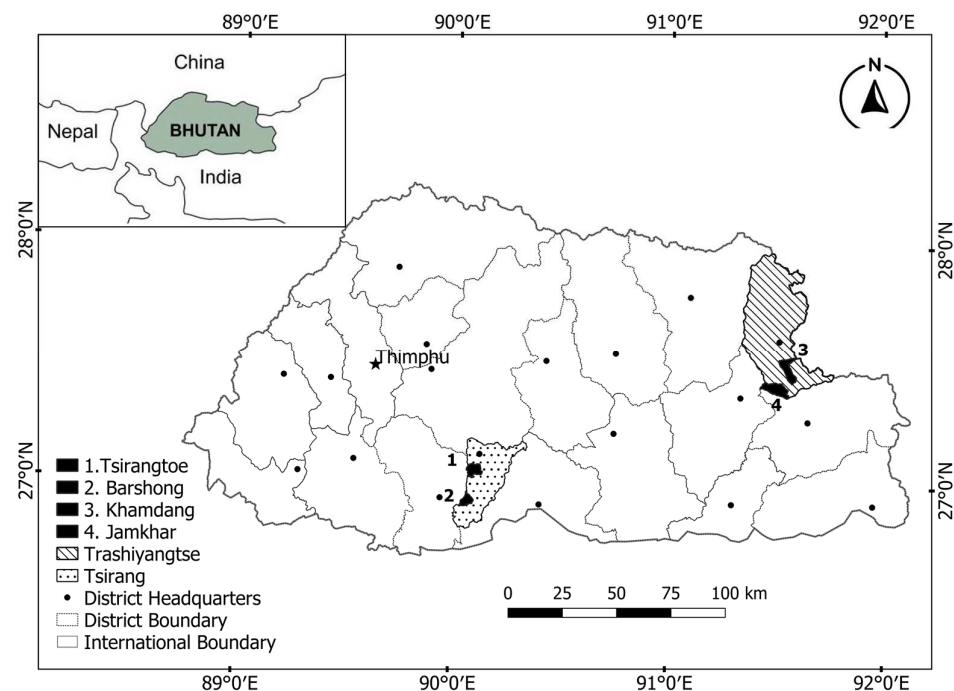 89°0'E 90°0'E 91°0'E 92°0'E
China
Nepal
BHUTAN
India
N
28°0'N
28°0'N
Thimphu
3
4
1
2
27°0'N
27°0'N
1.Tsirangtoe
2. Barshong
3. Khamdang
4. Jamkhar
Trashiyangtse
Tsirang
District Headquarters
District Boundary
International Boundary
0 25 50 75 100 km
89°0'E 90°0'E 91°0'E 92°0'E